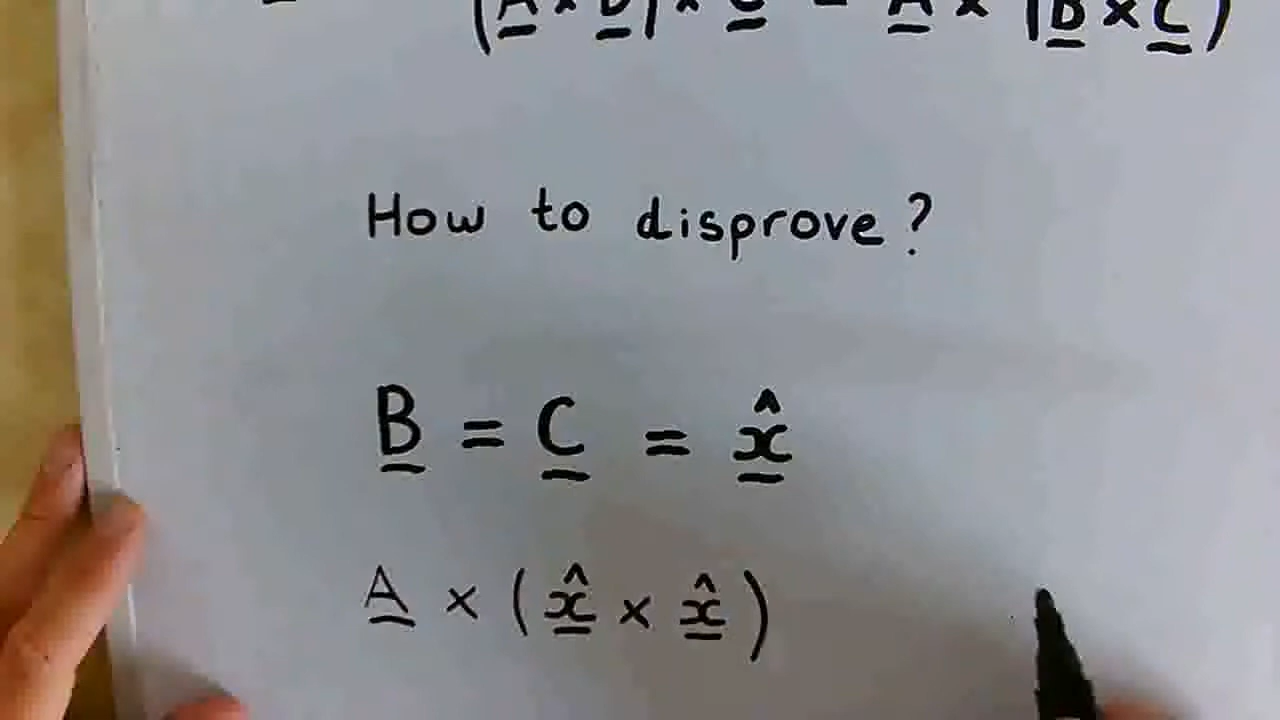 (A × B) × C = A × (B × C)
How to disprove?
B = C = x̂
A × (x̂ × x̂)